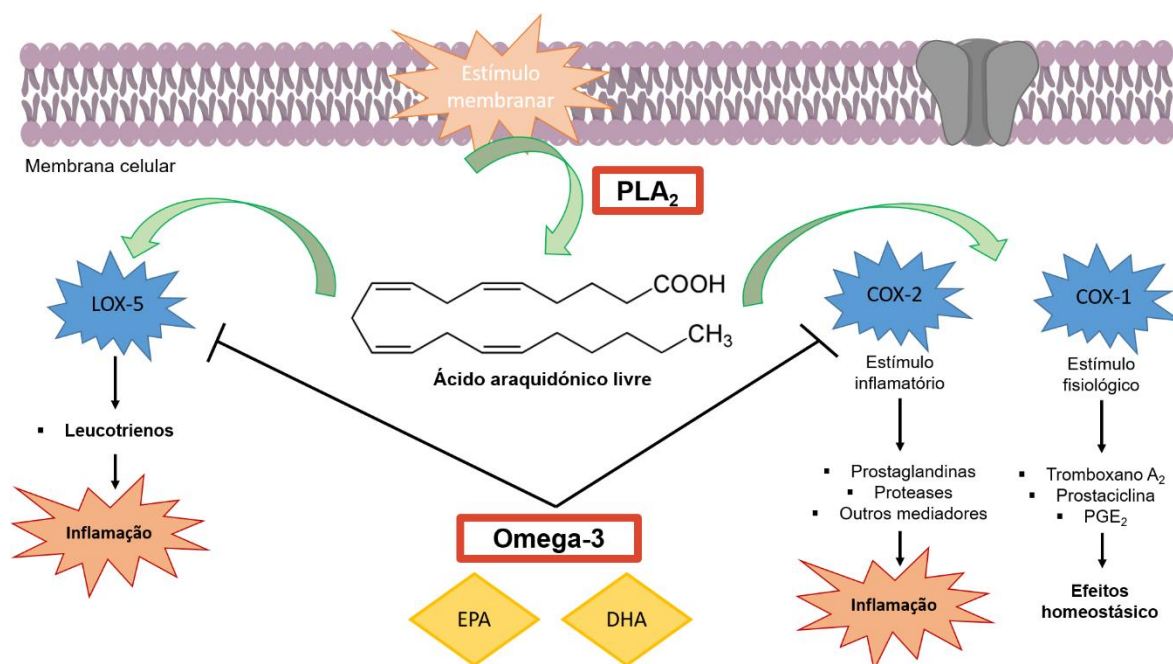 Estímulo
membranar
Membrana celular
PLA₂
LOX-5
COOH
CH₃
Ácido araquidónico livre
COX-2
COX-1
Estímulo
inflamatório
Estímulo
fisiológico
▪ Leucotrienos
▪ Prostaglandinas
▪ Proteases
▪ Outros mediadores
▪ Tromboxano A₂
▪ Prostaciclina
▪ PGE₂
Inflamação
Omega-3
EPA
DHA
Inflamação
Efeitos
homeostásico